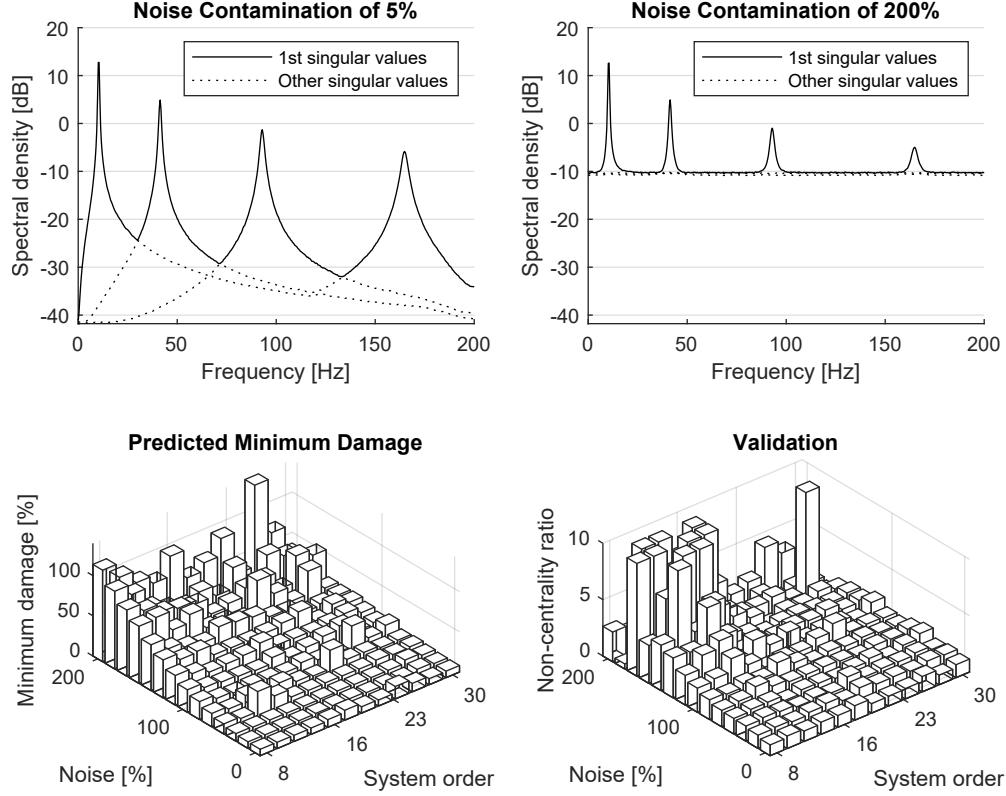 Noise Contamination of 5%
20
10
0
-10
-20
-30
-40
Spectral density [dB]
1st singular values
Other singular values
0
50
100
150
200
Frequency [Hz]
Noise Contamination of 200%
20
10
0
-10
-20
-30
-40
Spectral density [dB]
1st singular values
Other singular values
0
50
100
150
200
Frequency [Hz]
Predicted Minimum Damage
Minimum damage [%]
100
50
0
200
100
0
Noise [%]
8
16
23
30
System order
Validation
Non-centrality ratio
10
5
0
200
100
0
Noise [%]
8
16
23
30
System order